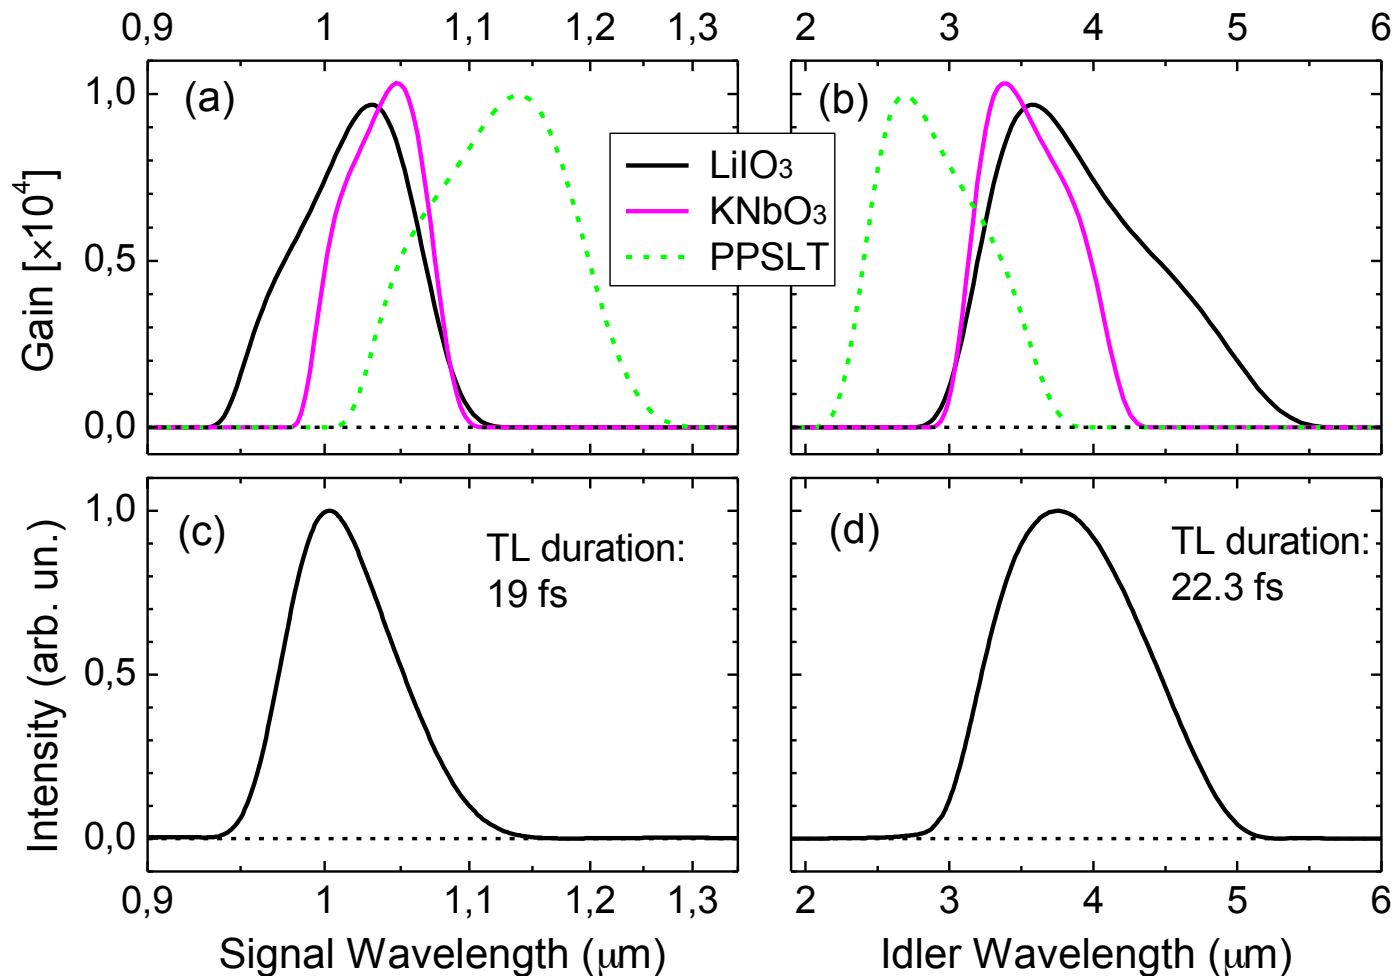 0,9 1 1,1 1,2 1,3 2 3 4 5 6
(a) (b)
1,0
0,5
0,0
Gain [×10⁴]
LiIO₃
KNbO₃
PPSLT
(c) (d)
TL duration:
19 fs
TL duration:
22.3 fs
1,0
0,5
0,0
Intensity (arb. un.)
0,9 1 1,1 1,2 1,3 2 3 4 5 6
Signal Wavelength (μm) Idler Wavelength (μm)